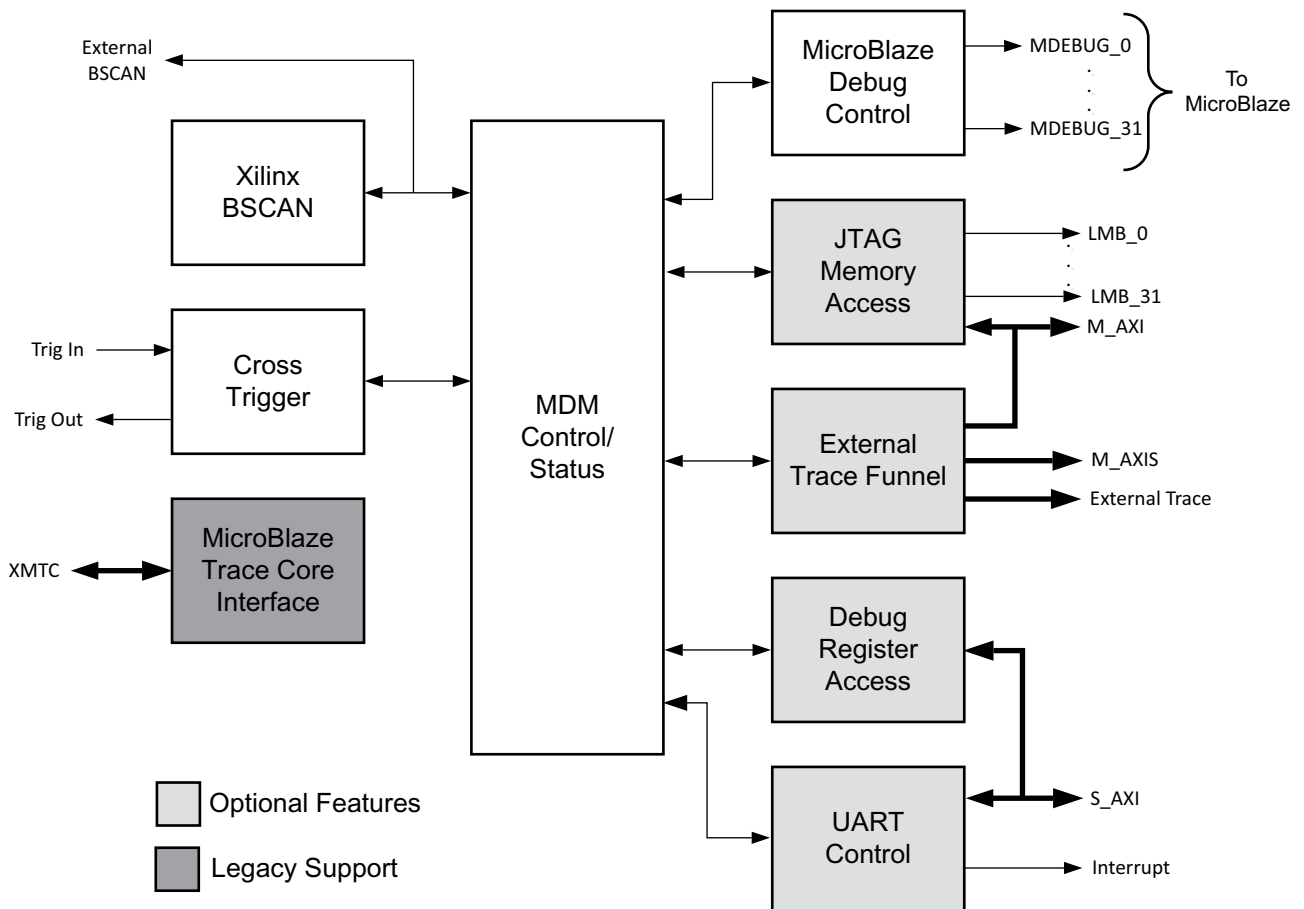 External
BSCAN
Xilinx
BSCAN
Trig In
Trig Out
Cross
Trigger
XMTC
MicroBlaze
Trace Core
Interface
MDM
Control/
Status
MicroBlaze
Debug
Control
MDEBUG_0
MDEBUG_31
To
MicroBlaze
JTAG
Memory
Access
LMB_0
LMB_31
M_AXI
External
Trace Funnel
M_AXIS
External Trace
Debug
Register
Access
UART
Control
S_AXI
Interrupt
Optional Features
Legacy Support